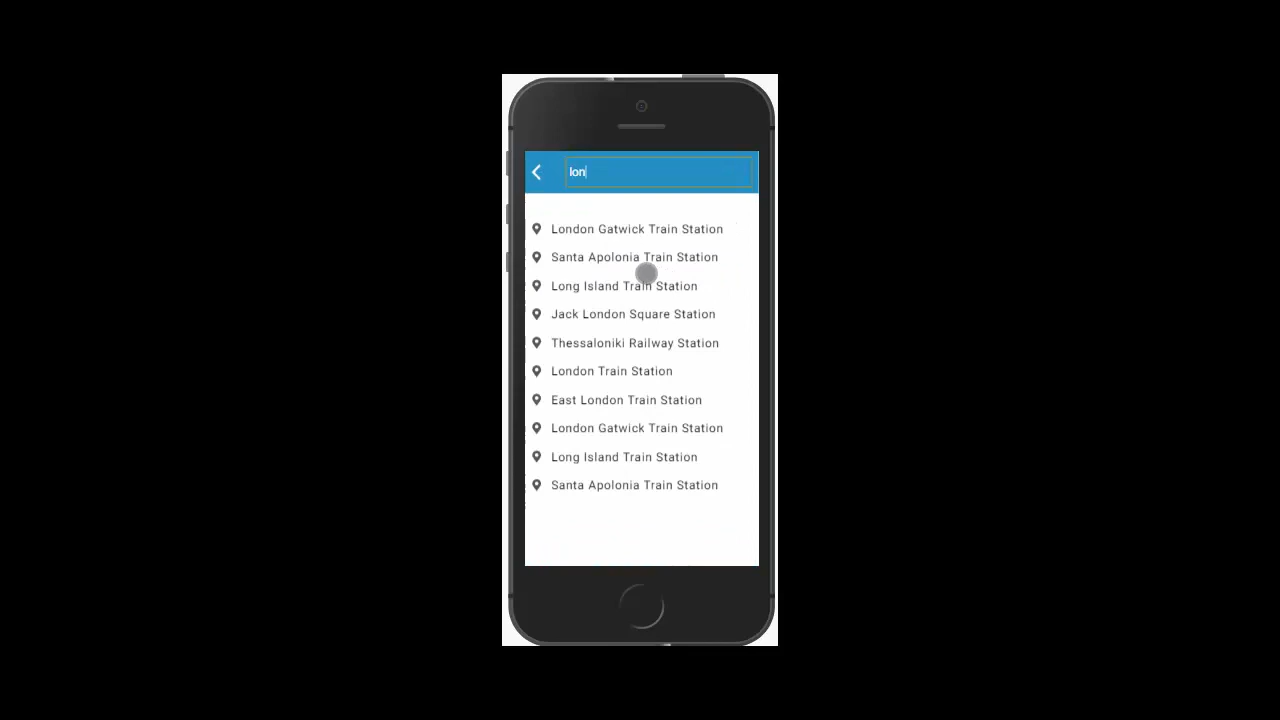 lon
London Gatwick Train Station
Santa Apolonia Train Station
Long Island Train Station
Jack London Square Station
Thessaloniki Railway Station
London Train Station
East London Train Station
London Gatwick Train Station
Long Island Train Station
Santa Apolonia Train Station